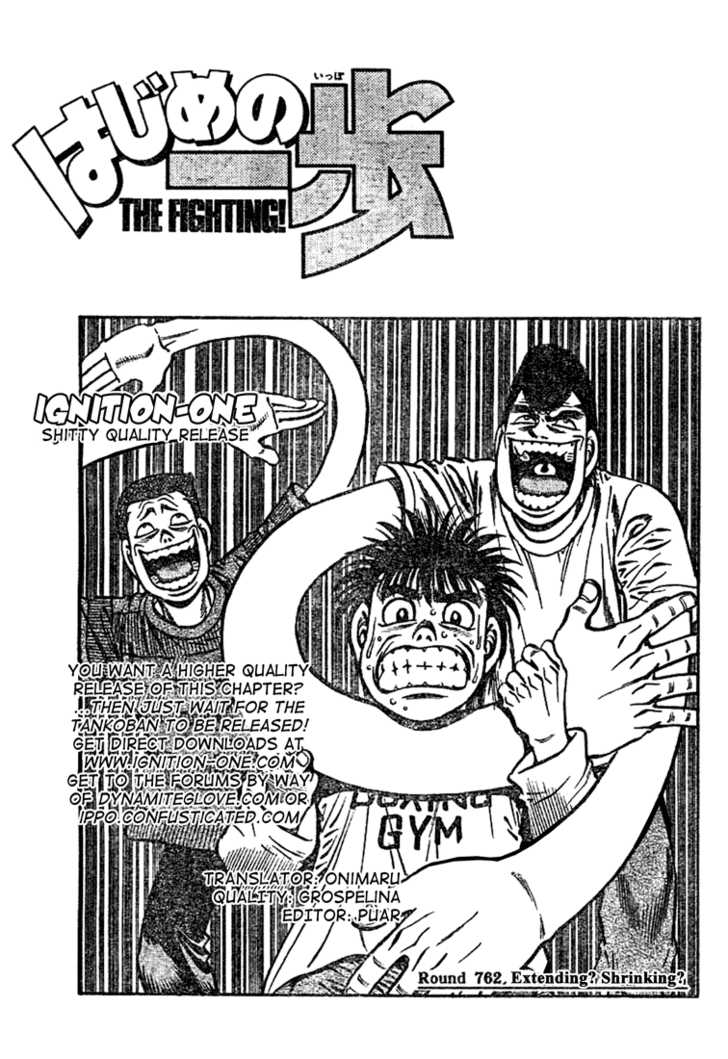 いっぽ
はじめの一歩
THE FIGHTING!
IGNITION-ONE
SHITTY QUALITY RELEASE
YOU WANT A HIGHER QUALITY
RELEASE OF THIS CHAPTER?
...THEN JUST WAIT FOR THE
TANKOBAN TO BE RELEASED!
GET DIRECT DOWNLOADS AT
WWW.IGNITION-ONE.COM
GET TO THE FORUMS BY WAY
OF DYNAMITEGLOVE.COM OR
IPPO.CONFUSTICATED.COM
BOXING
GYM
TRANSLATOR: ONIMARU
QUALITY: GROSPELINA
EDITOR: PUAR
Round 762. Extending? Shrinking?